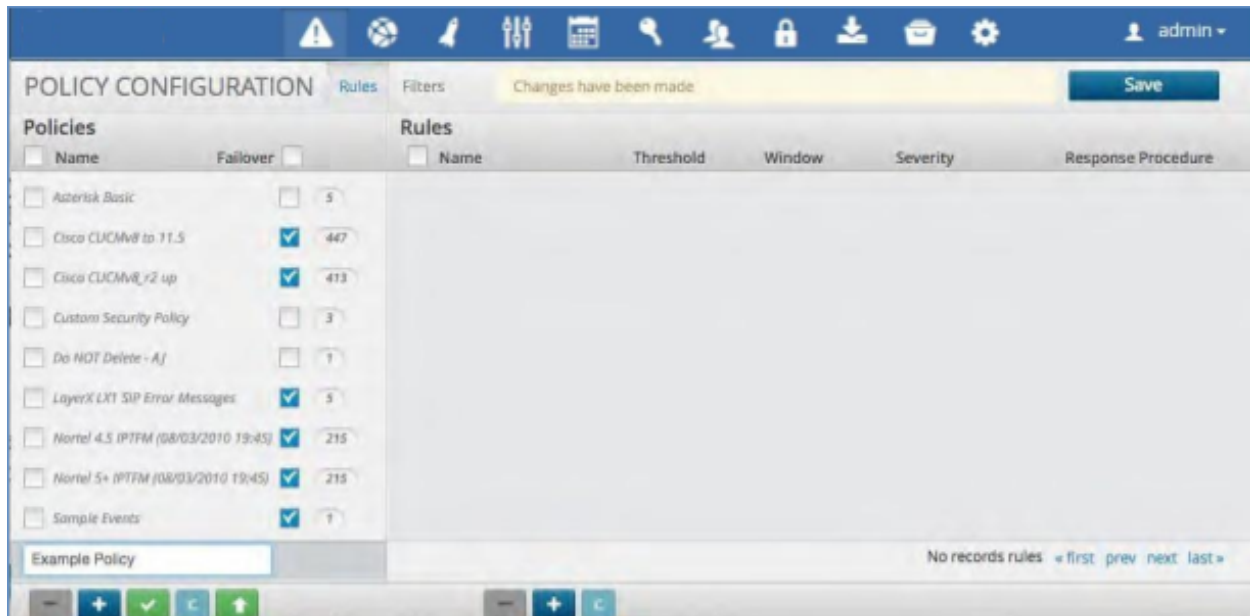 admin
POLICY CONFIGURATION Rules Filters Changes have been made Save
Policies
Name Failover
Asterisk Basic 5
Cisco CUCMv8 to 11.5 447
Cisco CUCMv8_r2 up 413
Custom Security Policy 3
Do NOT Delete - AJ 1
LayerX LX1 SIP Error Messages 5
Nortel 4.5 IPTFM (08/03/2010 19:45) 215
Nortel 5+ IPTFM (08/03/2010 19:45) 215
Sample Events 1
Example Policy
Rules
Name Threshold Window Severity Response Procedure
No records rules «first prev next last»
C
C